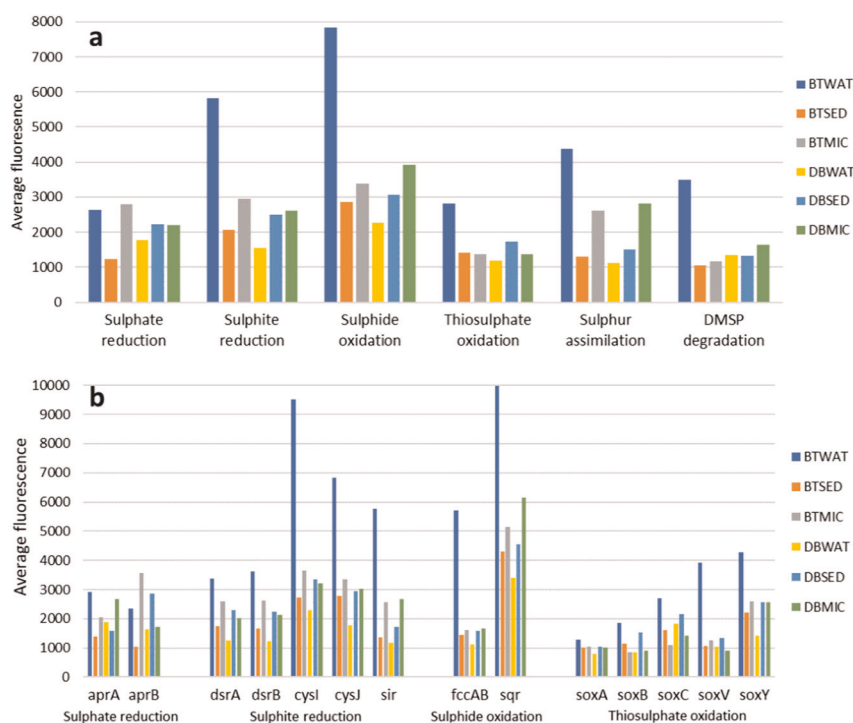 a
Average fluoresence
8000
7000
6000
5000
4000
3000
2000
1000
0
Sulphate reduction
Sulphite reduction
Sulphide oxidation
Thiosulphate oxidation
Sulphur assimilation
DMSP degradation
BTWAT
BTSED
BTMIC
DBWAT
DBSED
DBMIC
b
Average fluorescence
10000
9000
8000
7000
6000
5000
4000
3000
2000
1000
0
aprA aprB dsrA dsrB cysI cysJ sir fccAB sqr soxA soxB soxC soxV soxY
Sulphate reduction Sulphite reduction Sulphide oxidation Thiosulphate oxidation
BTWAT
BTSED
BTMIC
DBWAT
DBSED
DBMIC